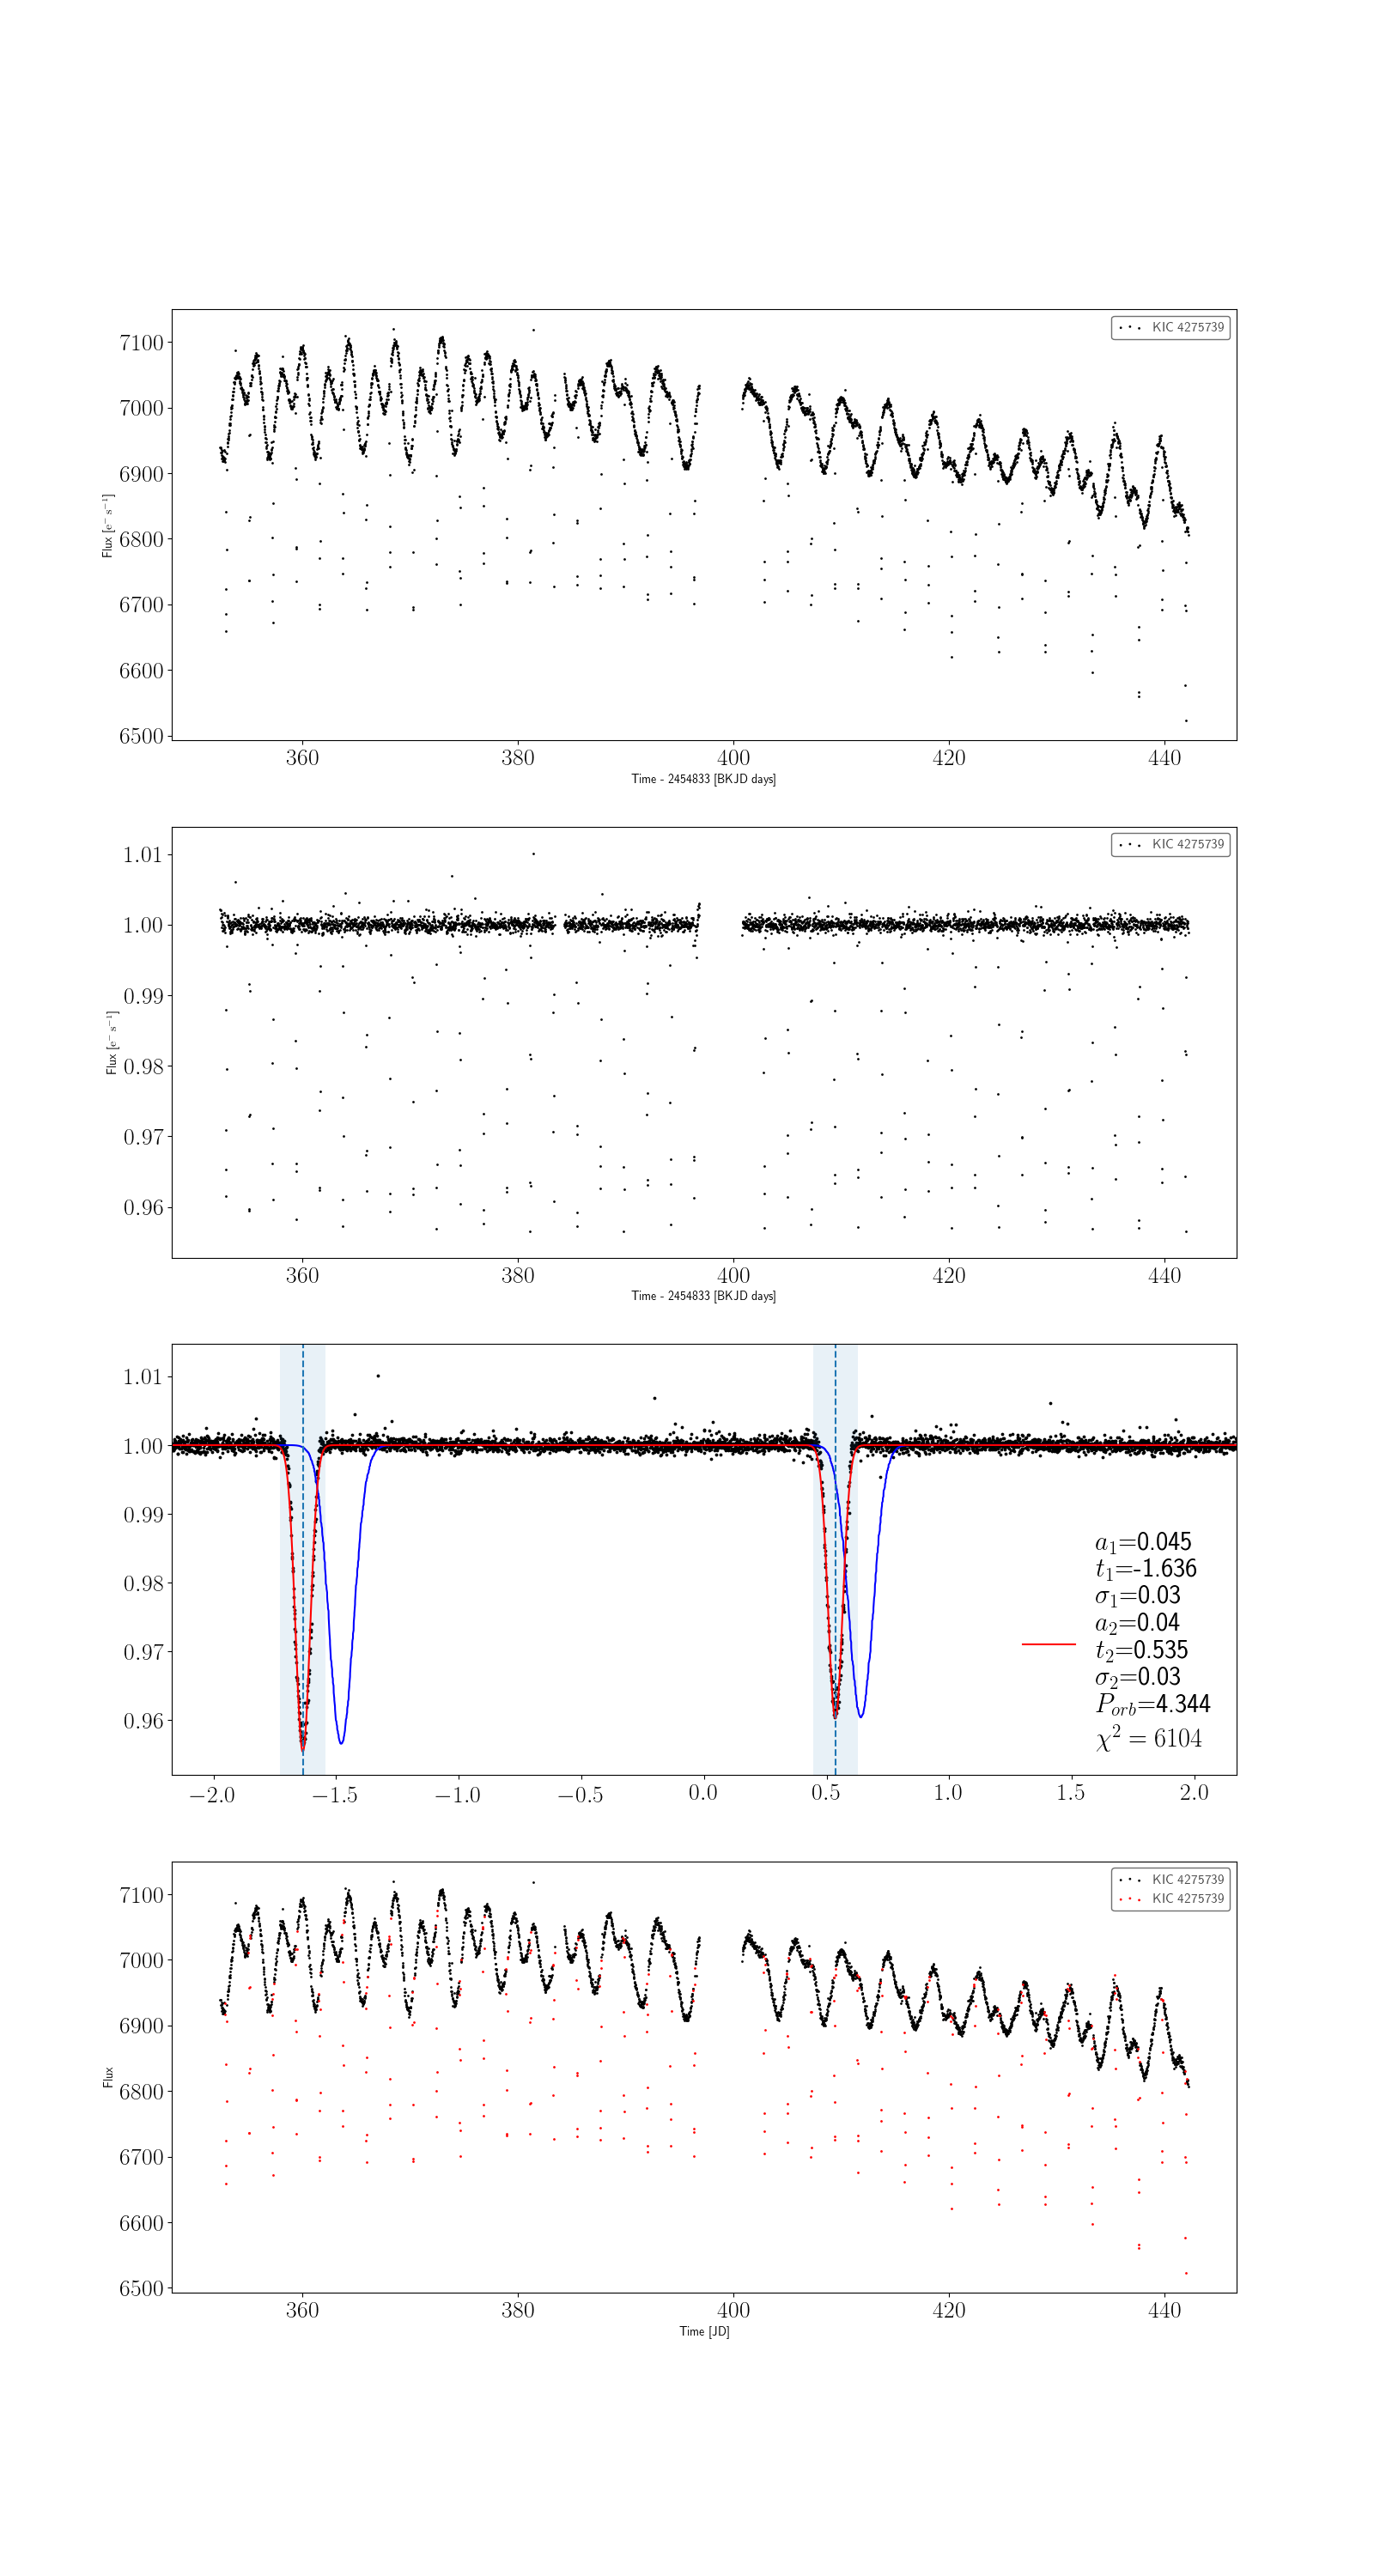 KIC 4275739
7100
7000
6900
6800
6700
6600
6500
Flux [e⁻ s⁻¹]
360 380 400 420 440
Time - 2454833 [BKJD days]
KIC 4275739
1.01
1.00
0.99
0.98
0.97
0.96
Flux [e⁻ s⁻¹]
360 380 400 420 440
Time - 2454833 [BKJD days]
1.01
1.00
0.99
0.98
0.97
0.96
a₁=0.045
t₁=-1.636
σ₁=0.03
a₂=0.04
t₂=0.535
σ₂=0.03
P_orb=4.344
χ² = 6104
−2.0 −1.5 −1.0 −0.5 0.0 0.5 1.0 1.5 2.0
KIC 4275739
KIC 4275739
7100
7000
6900
6800
6700
6600
6500
Flux
360 380 400 420 440
Time [JD]